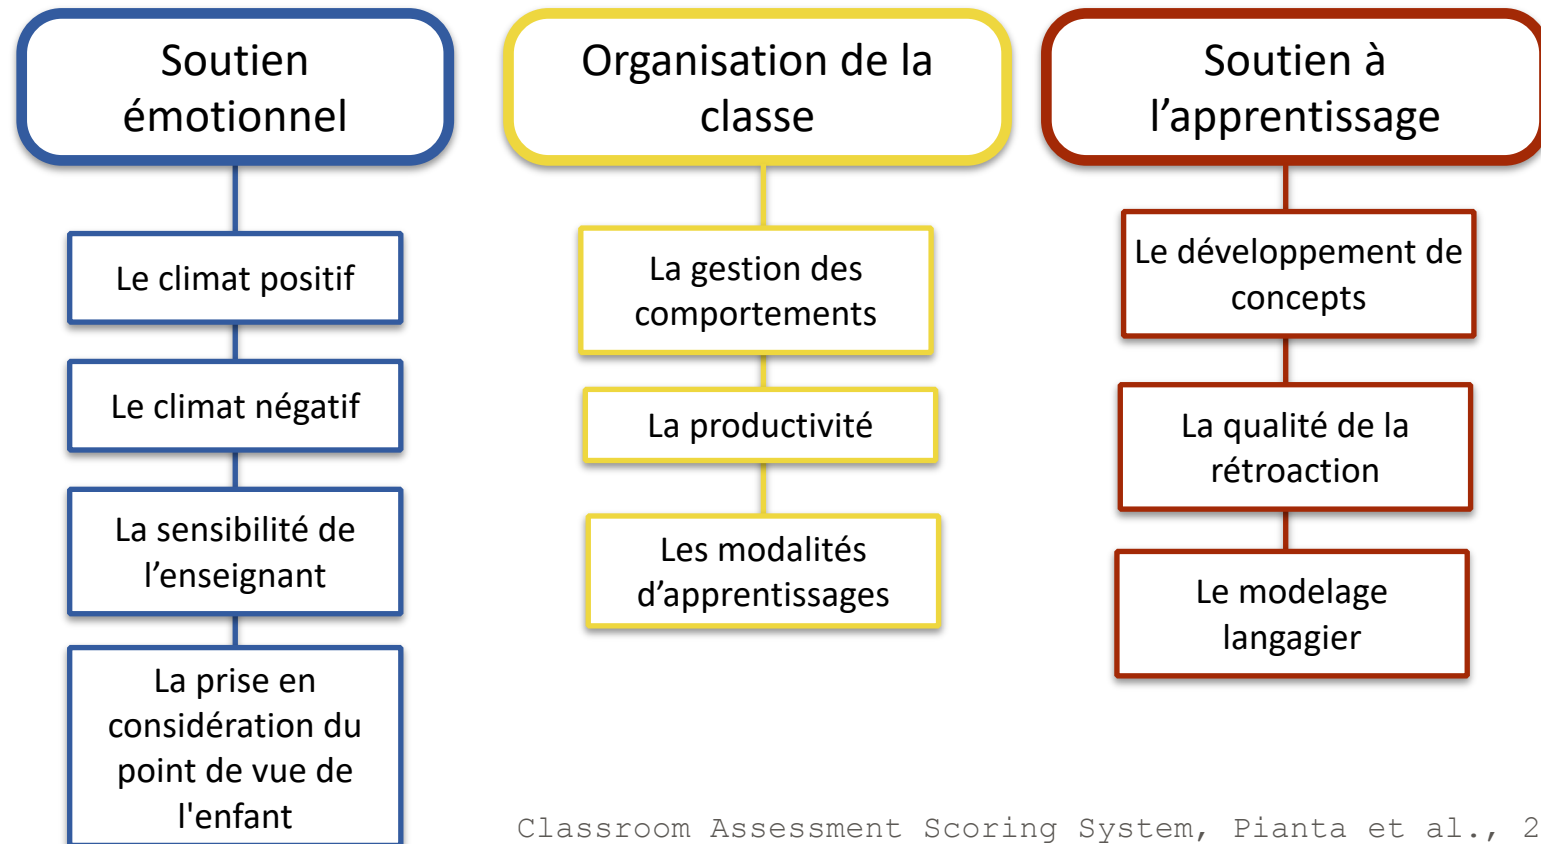 Soutien
émotionnel
Le climat positif
Le climat négatif
La sensibilité de
l’enseignant
La prise en
considération du
point de vue de
l'enfant
Organisation de la
classe
La gestion des
comportements
La productivité
Les modalités
d’apprentissages
Soutien à
l’apprentissage
Le développement de
concepts
La qualité de la
rétroaction
Le modelage
langagier
Classroom Assessment Scoring System, Pianta et al., 2